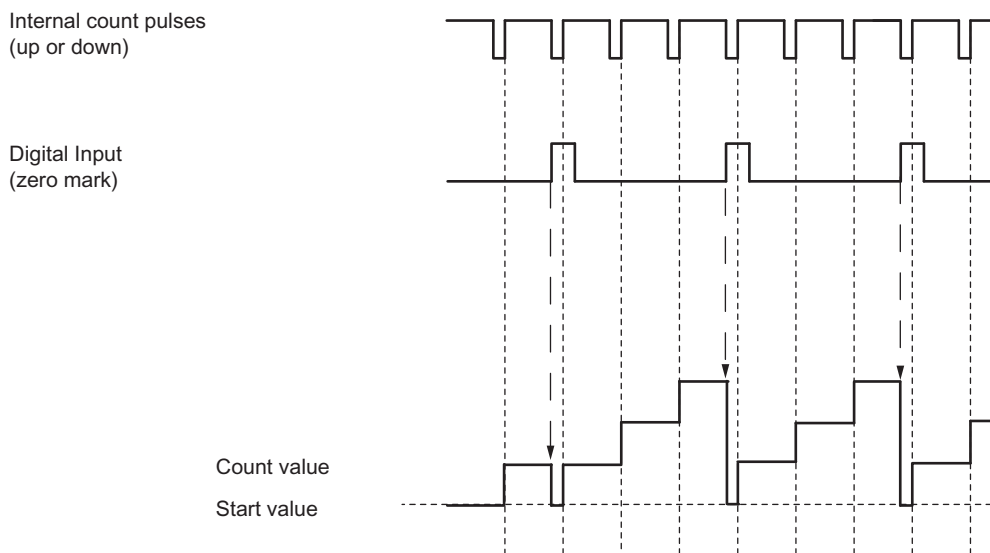 Internal count pulses
(up or down)
Digital Input
(zero mark)
Count value
Start value